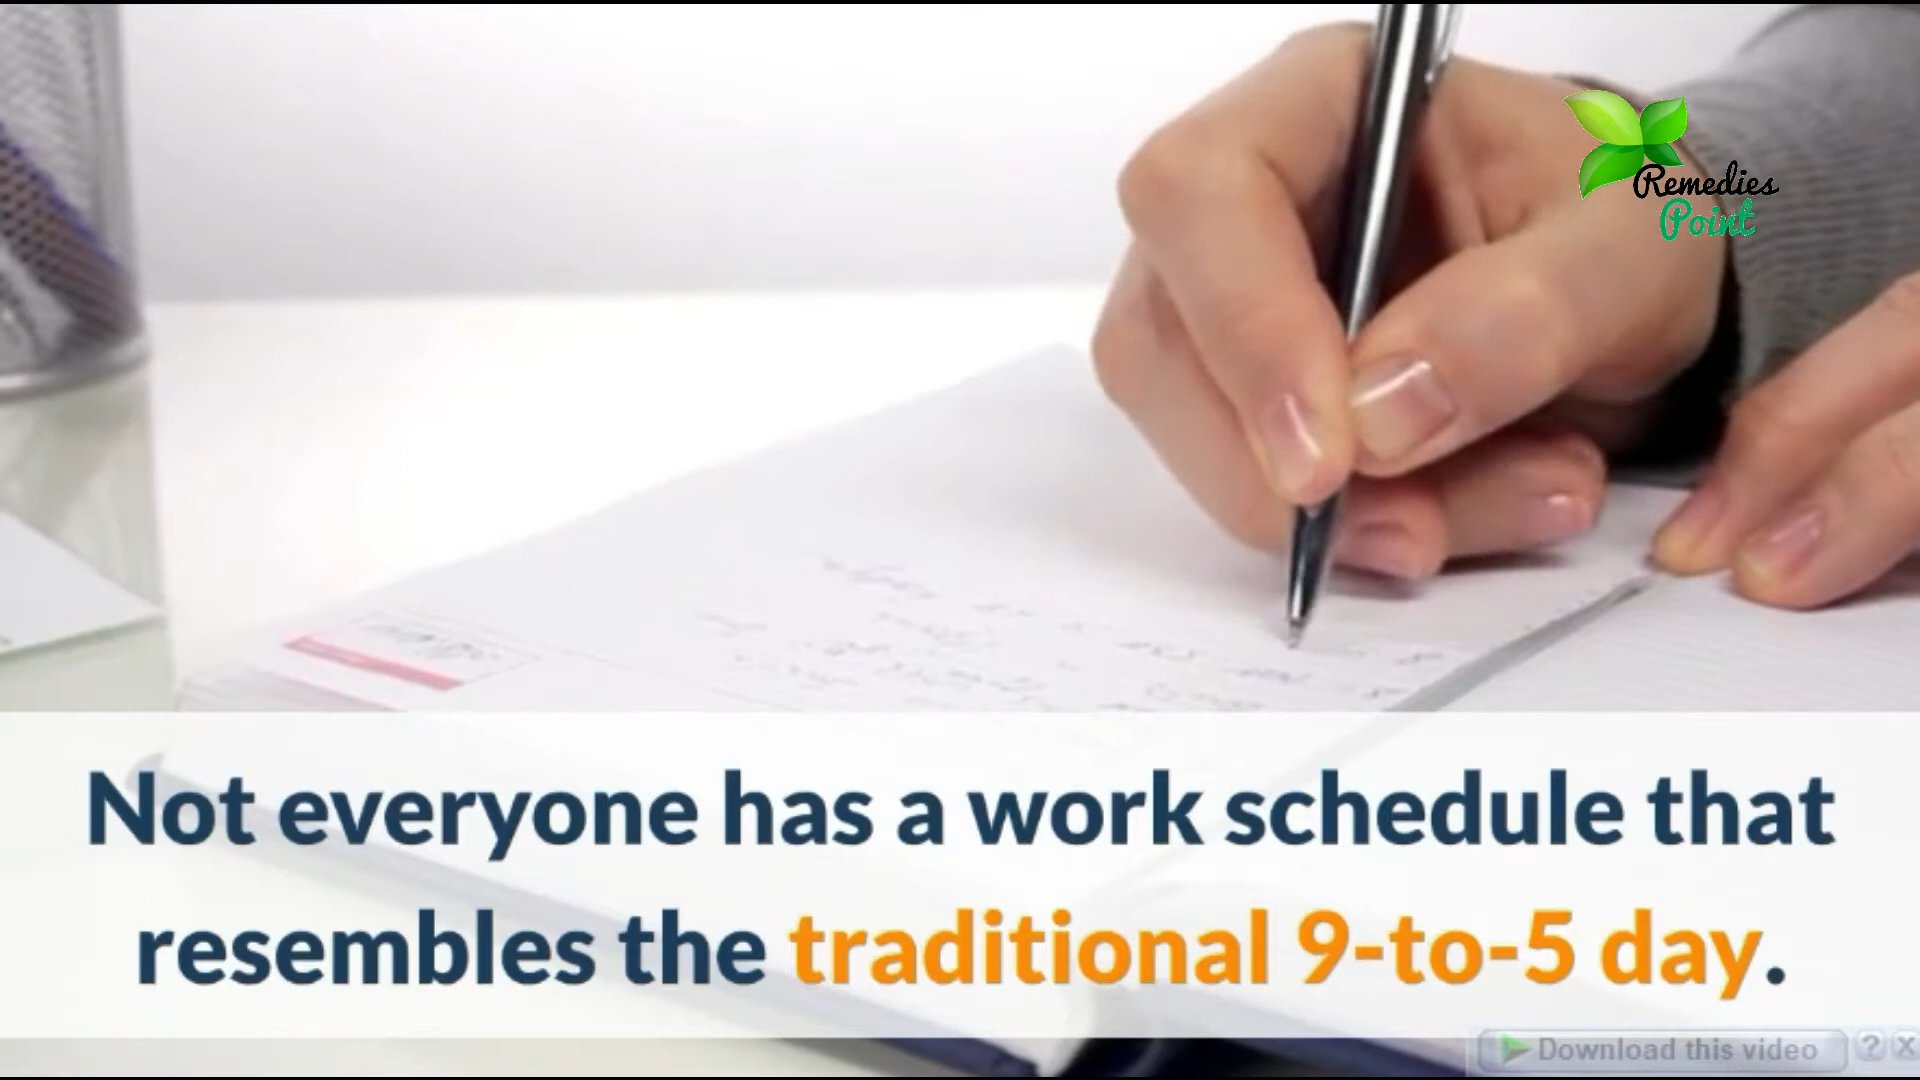 Remedies
Point
Not everyone has a work schedule that
resembles the traditional 9-to-5 day.
Download this video ? X